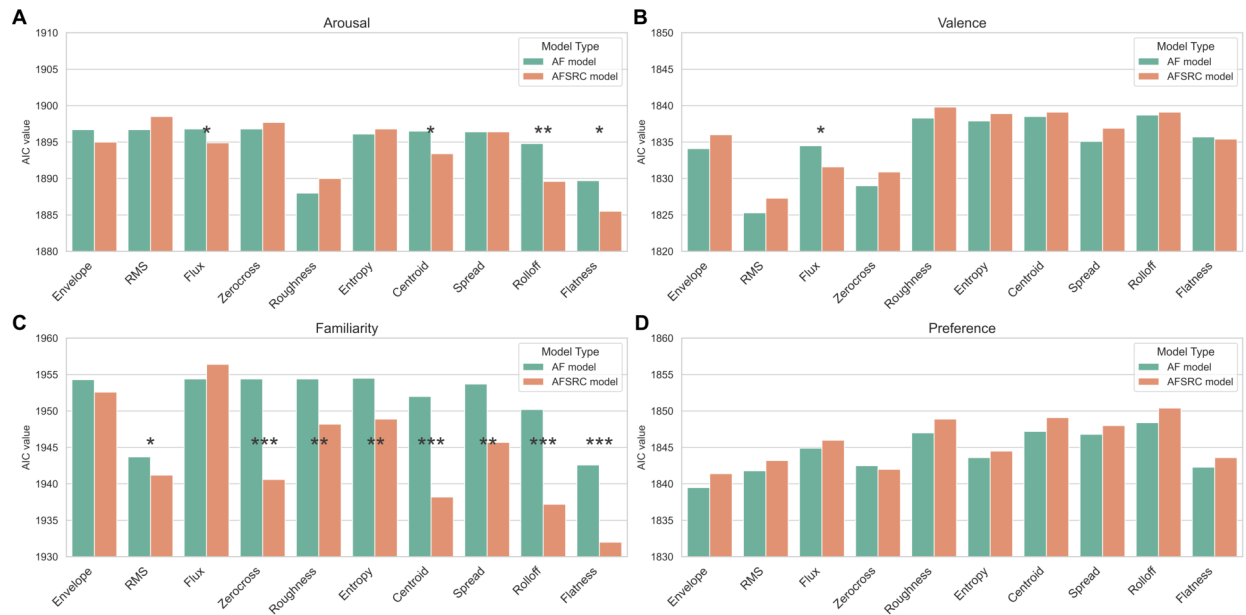 A
Arousal
AIC value
1910
1905
1900
1895
1890
1885
1880
Model Type
AF model
AFSRC model
* * ** *
Envelope RMS Flux Zerocross Roughness Entropy Centroid Spread Rolloff Flatness
B
Valence
AIC value
1850
1845
1840
1835
1830
1825
1820
Model Type
AF model
AFSRC model
*
Envelope RMS Flux Zerocross Roughness Entropy Centroid Spread Rolloff Flatness
C
Familiarity
AIC value
1960
1955
1950
1945
1940
1935
1930
Model Type
AF model
AFSRC model
* *** ** ** *** ** *** ***
Envelope RMS Flux Zerocross Roughness Entropy Centroid Spread Rolloff Flatness
D
Preference
AIC value
1860
1855
1850
1845
1840
1835
1830
Model Type
AF model
AFSRC model
Envelope RMS Flux Zerocross Roughness Entropy Centroid Spread Rolloff Flatness